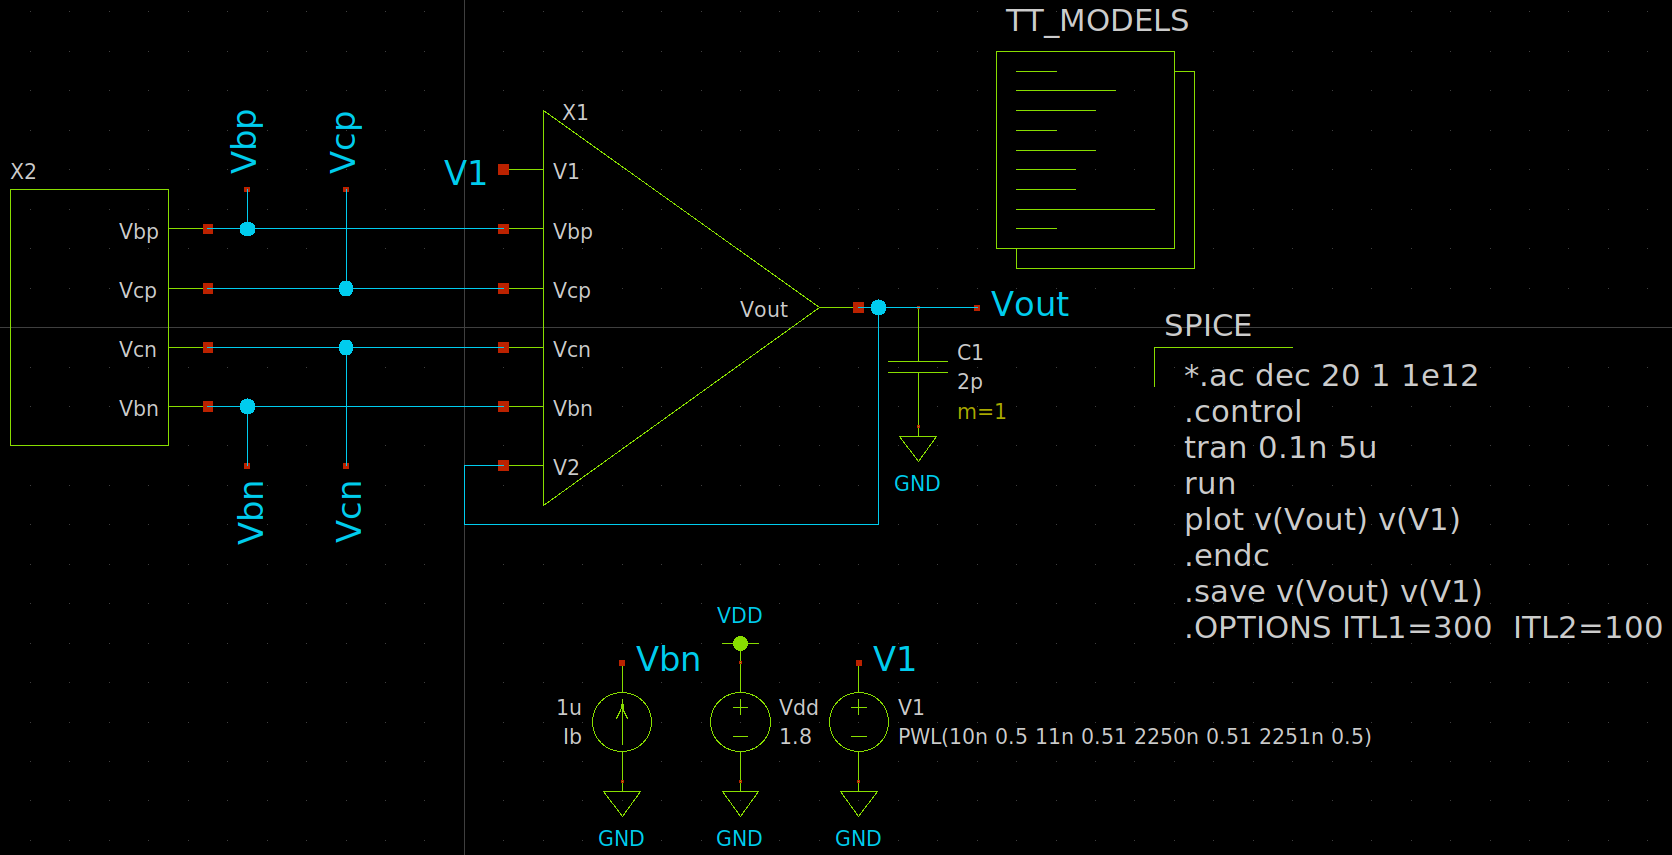 TT_MODELS
X2
Vbp
Vcp
Vcn
Vbn
Vbp
Vcp
Vbn
Vcn
V1
X1
V1
Vbp
Vcp
Vcn
Vbn
V2
Vout
Vout
C1
2p
m=1
GND
SPICE
*.ac dec 20 1 1e12
.control
tran 0.1n 5u
run
plot v(Vout) v(V1)
.endc
.save v(Vout) v(V1)
.OPTIONS ITL1=300 ITL2=100
Vbn
1u
Ib
GND
VDD
Vdd
1.8
GND
V1
V1
PWL(10n 0.5 11n 0.51 2250n 0.51 2251n 0.5)
GND